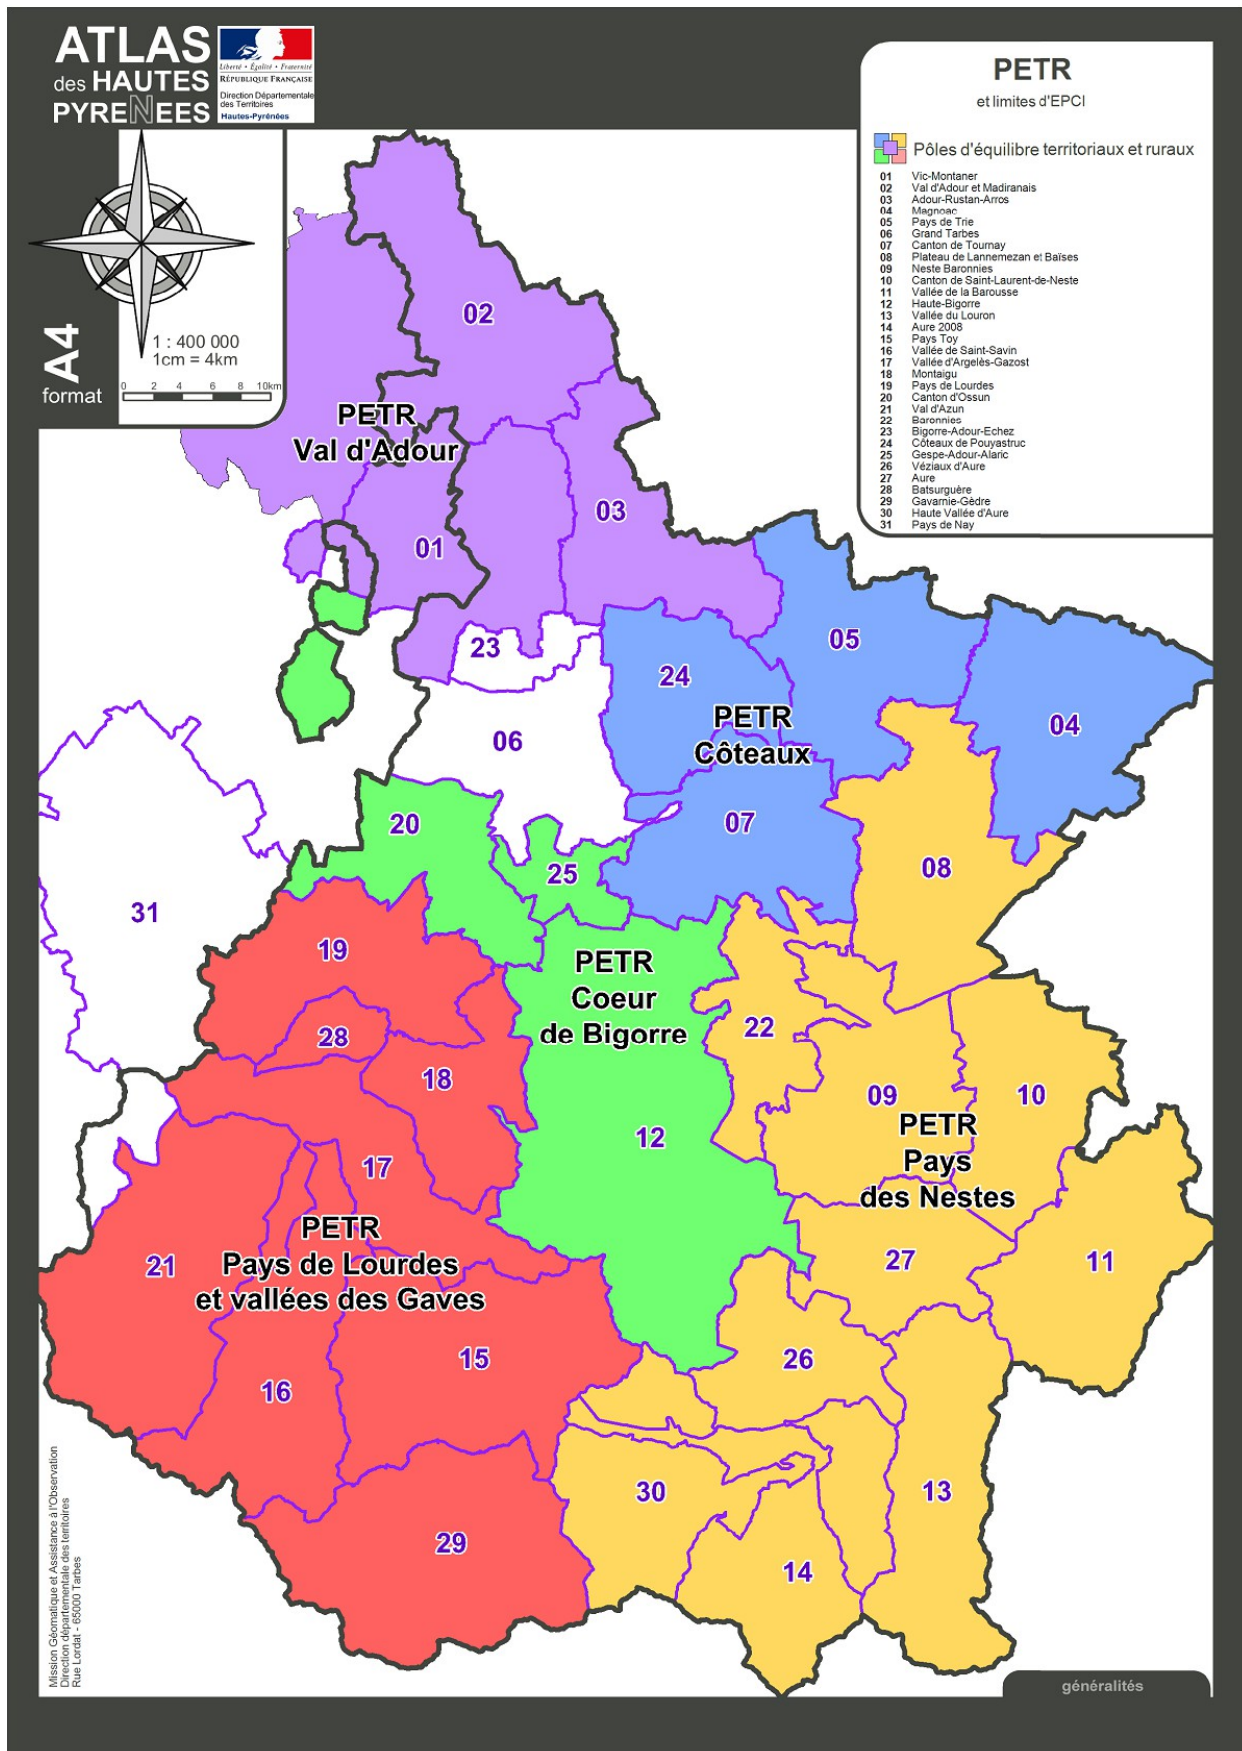 ATLAS
des HAUTES
PYRENEES
Liberté • Égalité • Fraternité
RÉPUBLIQUE FRANÇAISE
Direction Départementale
des Territoires
Hautes-Pyrénées
PETR
et limites d'EPCI
Pôles d'équilibre territoriaux et ruraux
01 Vic-Montaner
02 Val d'Adour et Madiranais
03 Adour-Rustan-Arros
04 Magnoac
05 Pays de Trie
06 Grand Tarbes
07 Canton de Tournay
08 Plateau de Lannemezan et Baïses
09 Neste Baronnies
10 Canton de Saint-Laurent-de-Neste
11 Vallée de la Barousse
12 Haute-Bigorre
13 Vallée du Louron
14 Aure 2008
15 Pays Toy
16 Vallée de Saint-Savin
17 Vallée d'Argelès-Gazost
18 Montaigu
19 Pays de Lourdes
20 Canton d'Ossun
21 Val d'Azun
22 Baronnies
23 Bigorre-Adour-Echez
24 Côteaux de Pouyastruc
25 Gespe-Adour-Alaric
26 Véziaux d'Aure
27 Aure
28 Batsurguère
29 Gavarnie-Gèdre
30 Haute Vallée d'Aure
31 Pays de Nay
A4
format
1 : 400 000
1cm = 4km
0 2 4 6 8 10km
02
PETR
Val d'Adour
03
01
23
05
24
04
PETR
Côteaux
06
07
20
08
25
31
19
PETR
Coeur
de Bigorre
28
22
18
09
10
12
PETR
Pays
des Nestes
17
PETR
Pays de Lourdes
et vallées des Gaves
21
27
11
15
26
16
30
13
29
14
Mission Géomatique et Assistance à l'Observation
Direction départementale des territoires
Rue Lordat - 65000 Tarbes
généralités